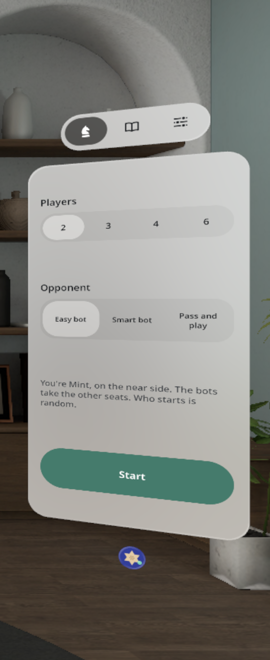 Players
2 3 4 6
Opponent
Easy bot Smart bot Pass and
play
You're Mint, on the near side. The bots
take the other seats. Who starts is
random.
Start